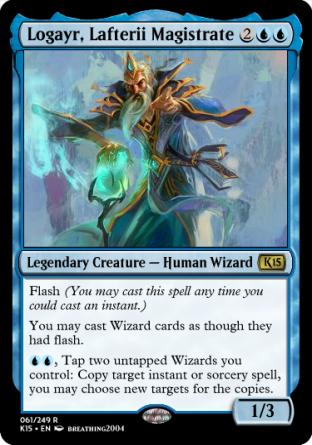 Logayr, Lafterii Magistrate 2
Legendary Creature — Human Wizard K15
Flash (You may cast this spell any time you
could cast an instant.)
You may cast Wizard cards as though they
had flash.
, Tap two untapped Wizards you
control: Copy target instant or sorcery spell,
you may choose new targets for the copies.
1/3
061/249 R
K15 • EN BREATHING2004